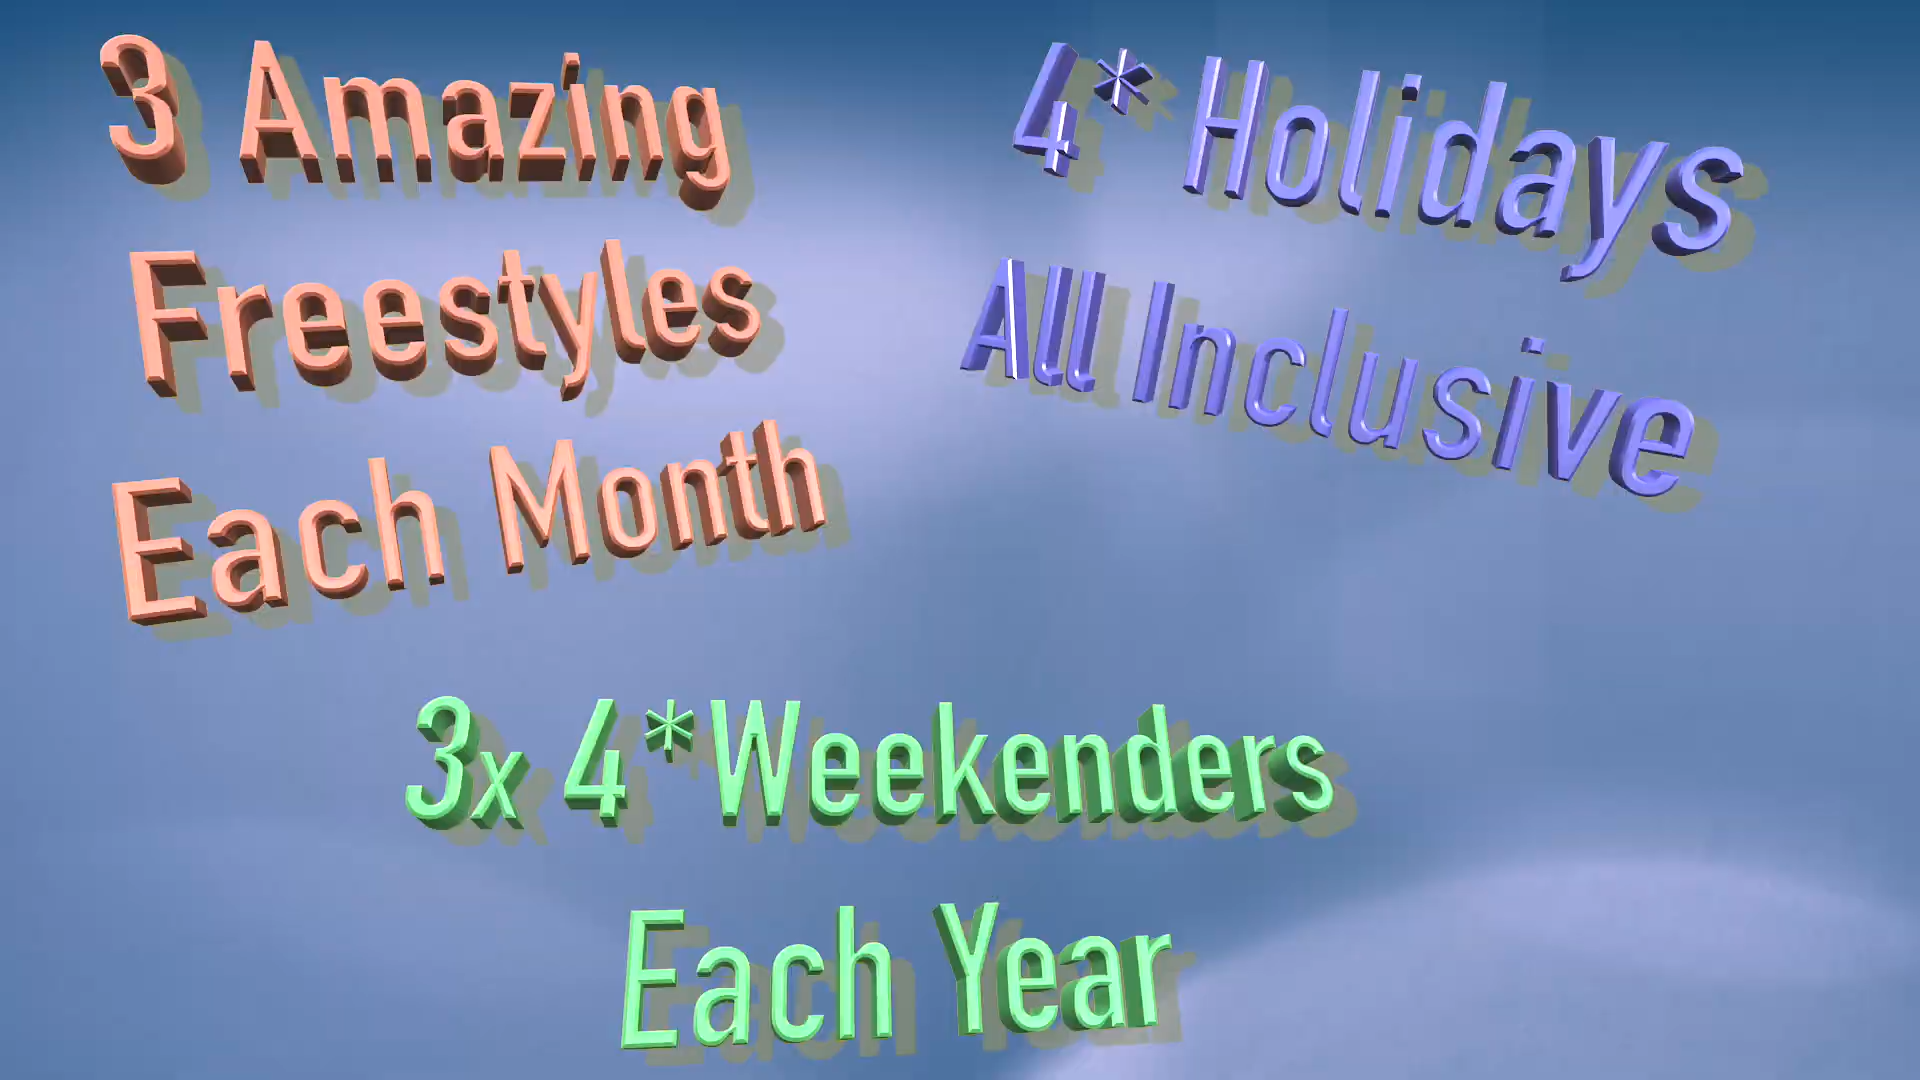 3 Amazing
Freestyles
Each Month
4* Holidays
All Inclusive
3x 4*Weekenders
Each Year